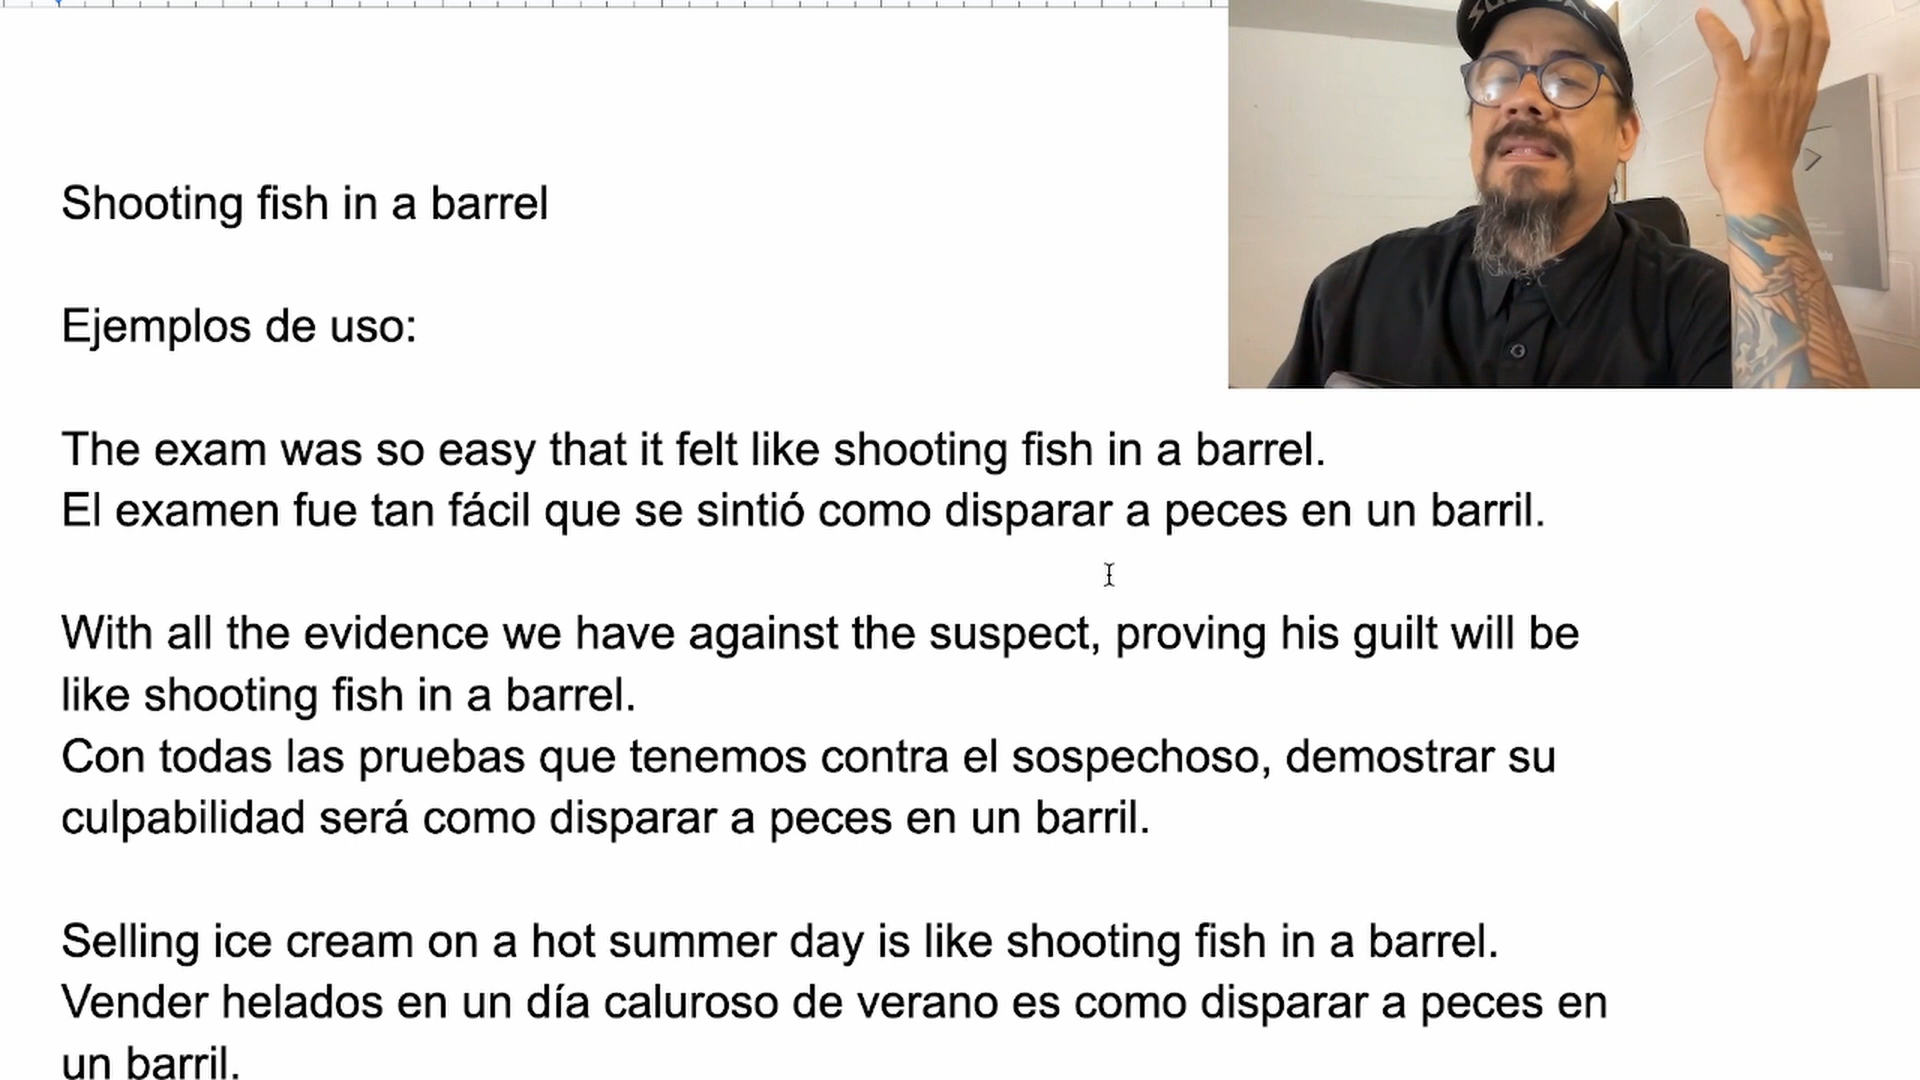 Shooting fish in a barrel
Ejemplos de uso:
The exam was so easy that it felt like shooting fish in a barrel.
El examen fue tan fácil que se sintió como disparar a peces en un barril.
With all the evidence we have against the suspect, proving his guilt will be
like shooting fish in a barrel.
Con todas las pruebas que tenemos contra el sospechoso, demostrar su
culpabilidad será como disparar a peces en un barril.
Selling ice cream on a hot summer day is like shooting fish in a barrel.
Vender helados en un día caluroso de verano es como disparar a peces en
un barril.